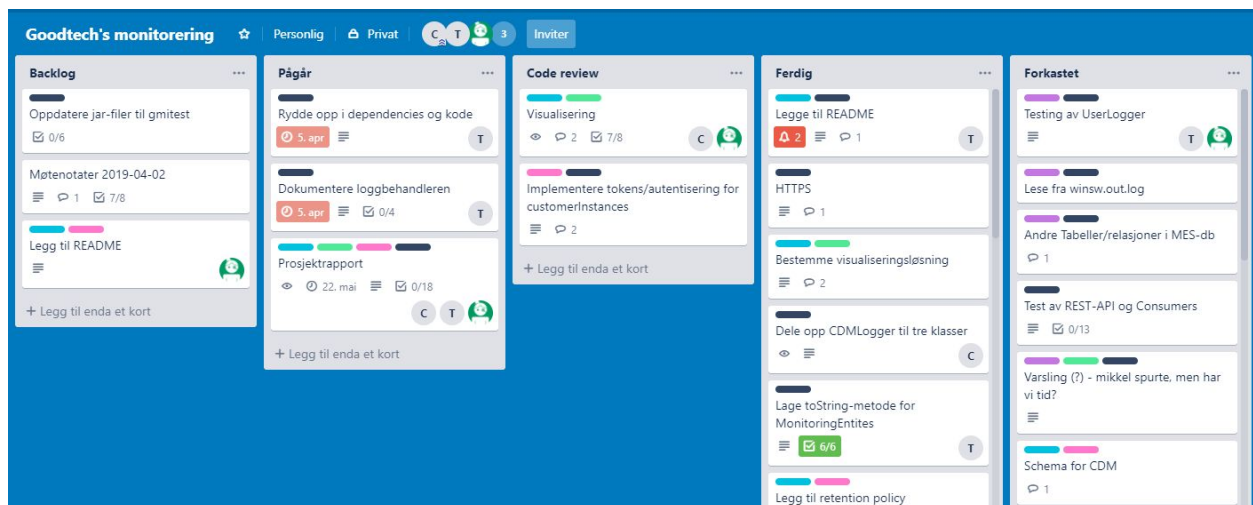 Goodtech's monitorering
Personlig
Privat
C
T
3
Inviter
Backlog
Oppdatere jar-filer til gmitest
0/6
Møtenotater 2019-04-02
1
7/8
Legg til README
+ Legg til enda et kort
Pågår
Rydde opp i dependencies og kode
5. apr
T
Dokumentere loggbehandleren
5. apr
0/4
T
Prosjektrapport
22. mai
0/18
C
T
+ Legg til enda et kort
Code review
Visualisering
2
7/8
C
Implementere tokens/autentisering for
customerInstances
2
+ Legg til enda et kort
Ferdig
Legge til README
2
1
T
HTTPS
1
Bestemme visualiseringsløsning
2
Dele opp CDMLogger til tre klasser
C
Lage toString-metode for
MonitoringEntites
6/6
T
Legg til retention policy
Forkastet
Testing av UserLogger
T
Lese fra winsw.out.log
Andre Tabeller/relasjoner i MES-db
1
Test av REST-API og Consumers
0/13
Varsling (?) - mikkel spurte, men har
vi tid?
Schema for CDM
1